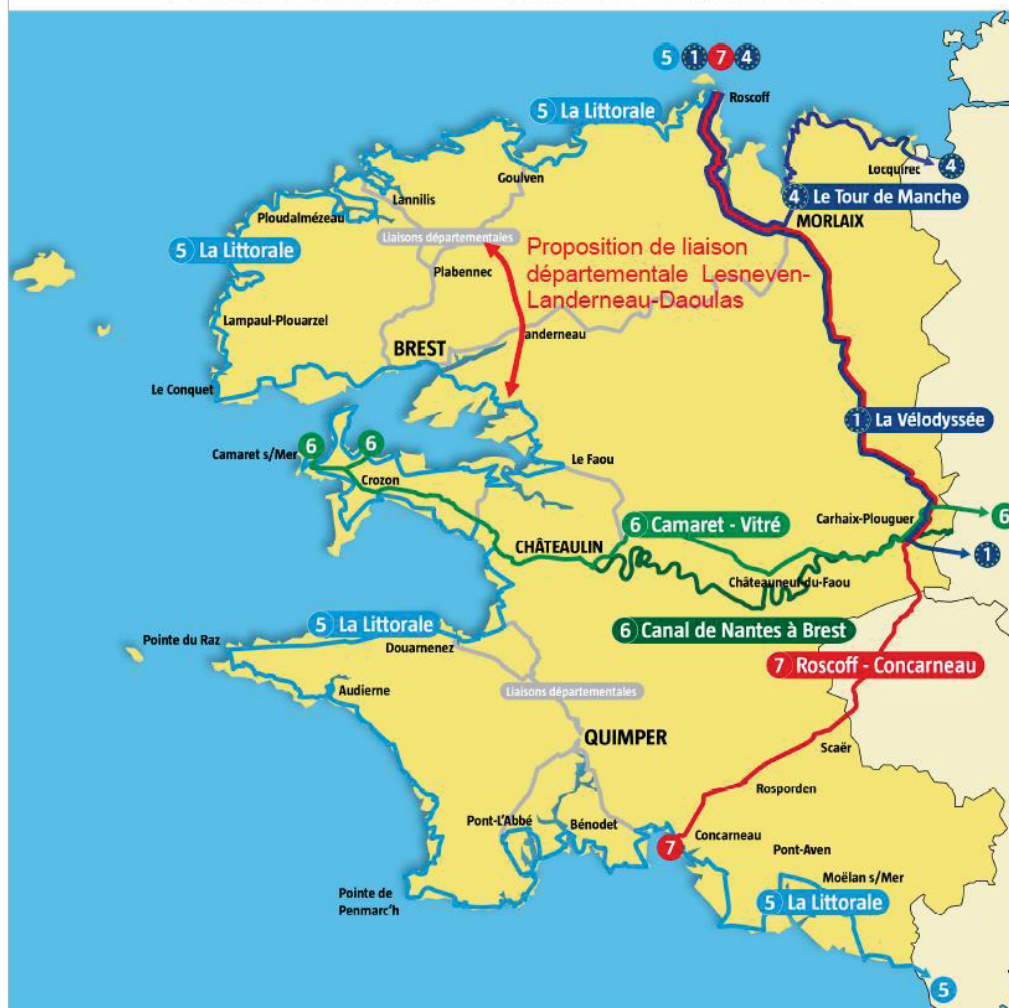 5 1 7 4
Roscoff
5 La Littorale
Locquirec
4
Goulven
Lannilis
4 Le Tour de Manche
Ploudalmézeau
MORLAIX
Liaisons départementales
5 La Littorale
Proposition de liaison
départementale Lesneven-
Landerneau-Daoulas
Plabennec
Lampaul-Plouarzel
anderneau
BREST
Le Conquet
1 La Vélodyssée
6 6
Camaret s/Mer
Le Faou
Crozon
6
Carhaix-Plouguer
6 Camaret - Vitré
CHÂTEAULIN
1
Châteauneuf-du-Faou
5 La Littorale
6 Canal de Nantes à Brest
Pointe du Raz
Douarnenez
7 Roscoff - Concarneau
Audierne
Liaisons départementales
QUIMPER
Scaër
Rosporden
Pont-L'Abbé
Bénodet
Concarneau
7
Pont-Aven
Moëlan s/Mer
Pointe de
Penmarc'h
5 La Littorale
5